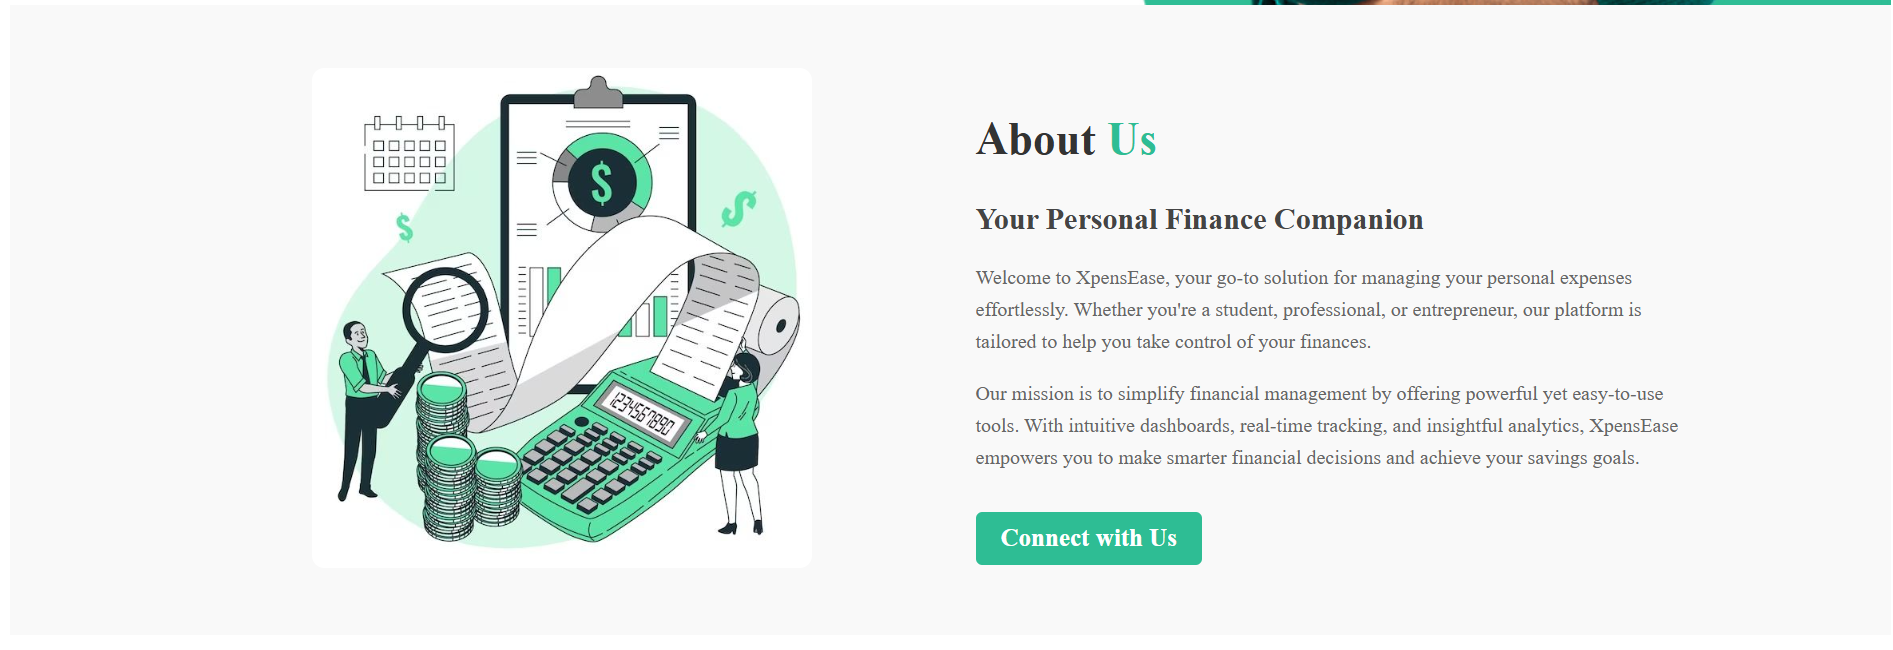 $
$
$
1234567890
About Us
Your Personal Finance Companion
Welcome to XpensEase, your go-to solution for managing your personal expenses
effortlessly. Whether you're a student, professional, or entrepreneur, our platform is
tailored to help you take control of your finances.
Our mission is to simplify financial management by offering powerful yet easy-to-use
tools. With intuitive dashboards, real-time tracking, and insightful analytics, XpensEase
empowers you to make smarter financial decisions and achieve your savings goals.
Connect with Us